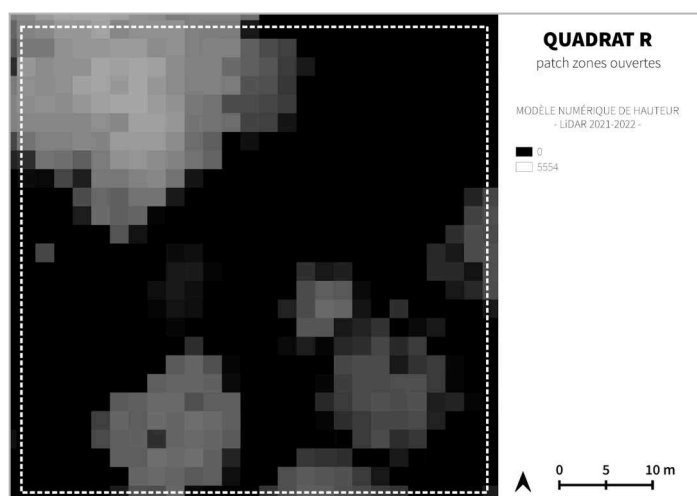 QUADRAT R
patch zones ouvertes
MODÈLE NUMÉRIQUE DE HAUTEUR
- LiDAR 2021-2022 -
0
5554
0 5 10 m